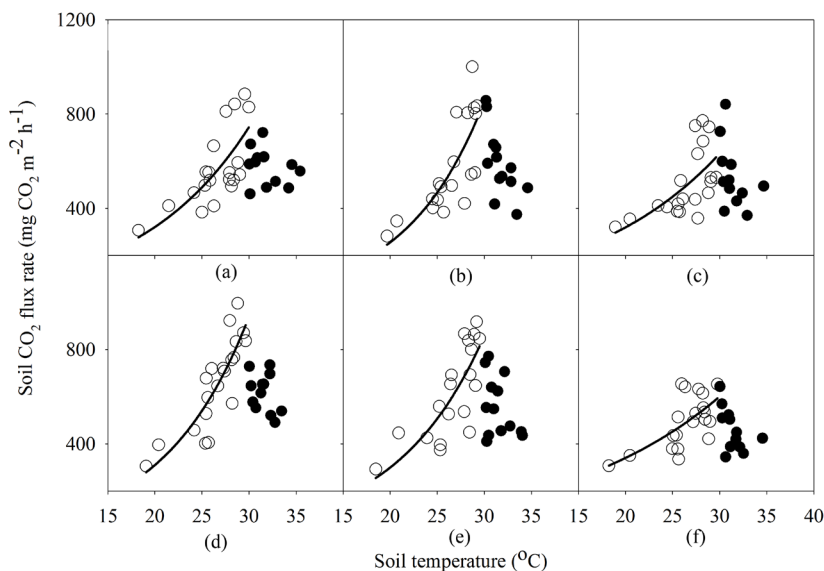 1200
800
400
(a)
(b)
(c)
Soil CO2 flux rate (mg CO2 m-2 h-1)
800
400
15 20 25 30 35 15 20 25 30 35 15 20 25 30 35 40
(d)
(e)
(f)
Soil temperature (oC)